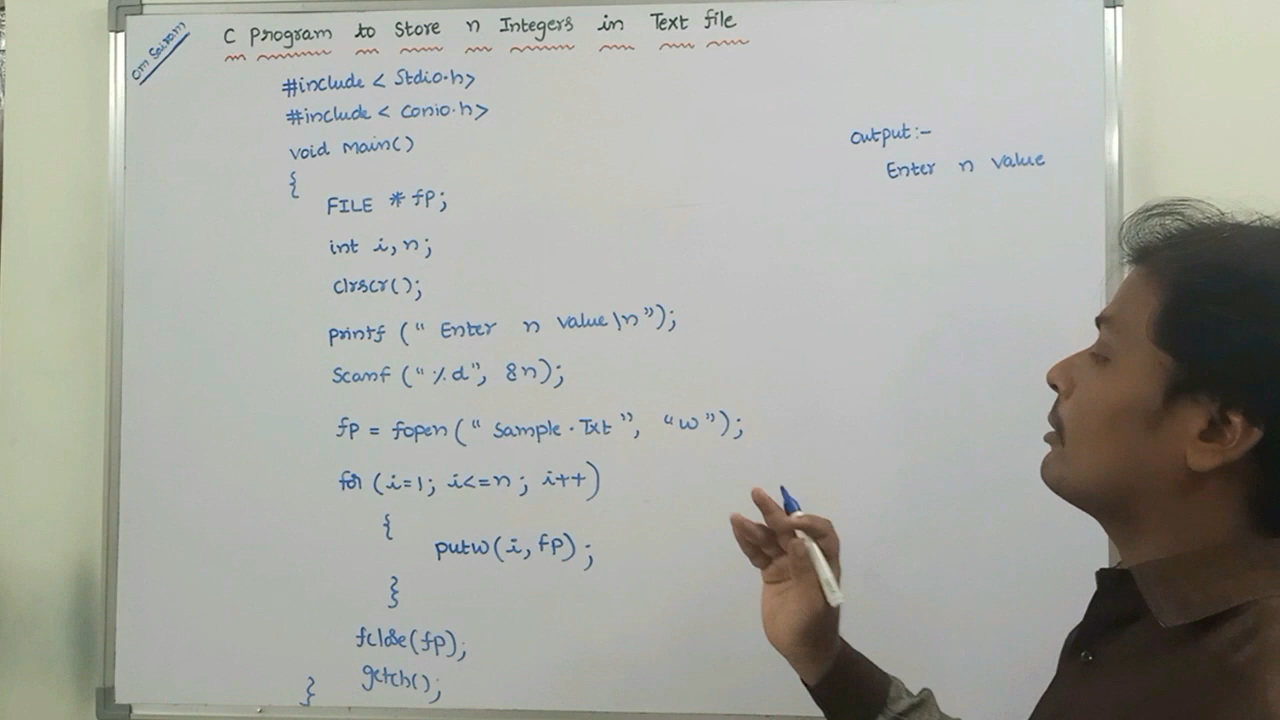 om Sairam
C program to Store n Integers in Text file
#include < Stdio.h>
#include < conio.h>
void main()
{
FILE * fp;
int i,n;
clrscr();
printf (" Enter n value\n");
Scanf ("%d", &n);
fp = fopen (" Sample.Txt", "w");
for (i=1; i<=n; i++)
{
putw(i, fp);
}
fclose(fp);
getch();
}
output:-
Enter n value